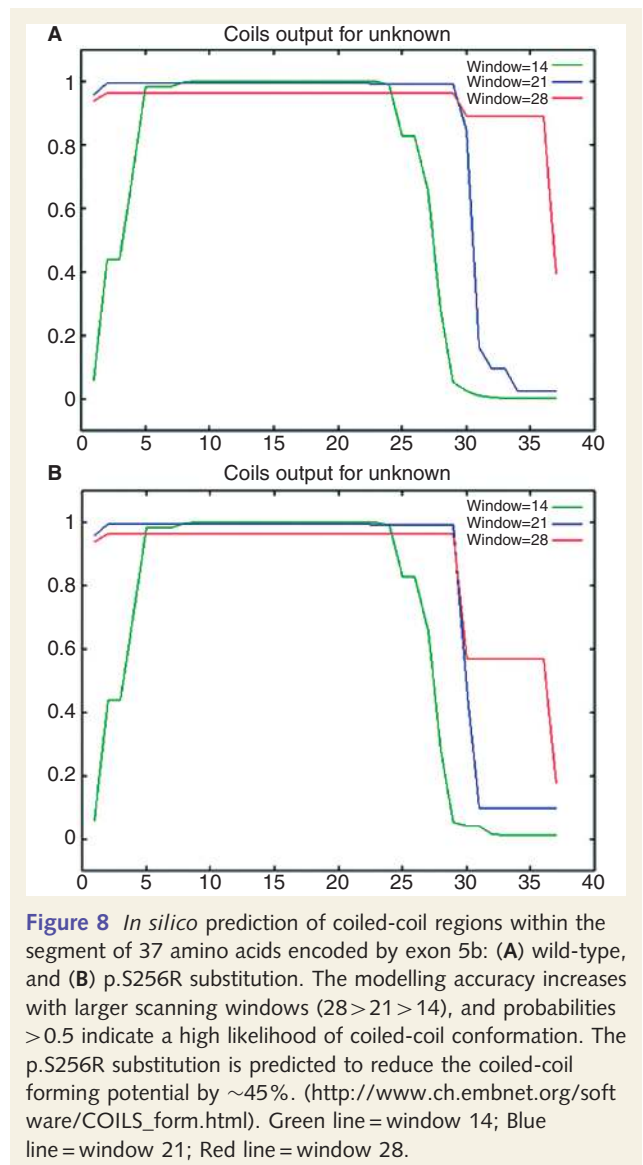 A
Coils output for unknown
Window=14
Window=21
Window=28
1
0.8
0.6
0.4
0.2
0
0 5 10 15 20 25 30 35 40
B
Coils output for unknown
Window=14
Window=21
Window=28
1
0.8
0.6
0.4
0.2
0
0 5 10 15 20 25 30 35 40
Figure 8 In silico prediction of coiled-coil regions within the
segment of 37 amino acids encoded by exon 5b: (A) wild-type,
and (B) p.S256R substitution. The modelling accuracy increases
with larger scanning windows (28>21>14), and probabilities
>0.5 indicate a high likelihood of coiled-coil conformation. The
p.S256R substitution is predicted to reduce the coiled-coil
forming potential by ~45%. (http://www.ch.embnet.org/soft
ware/COILS_form.html). Green line=window 14; Blue
line=window 21; Red line=window 28.